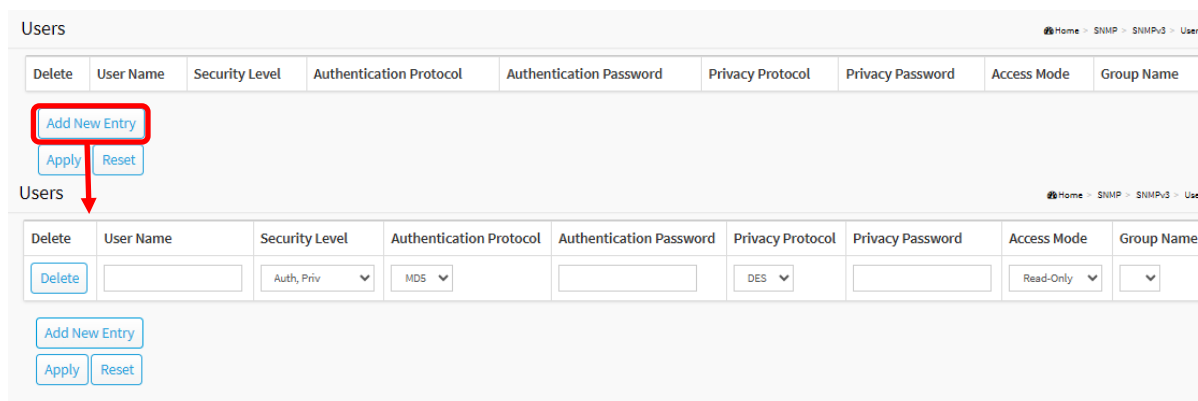 Users
Home > SNMP > SNMPv3 > User
Delete User Name Security Level Authentication Protocol Authentication Password Privacy Protocol Privacy Password Access Mode Group Name
Add New Entry
Apply Reset
Users
Home > SNMP > SNMPv3 > Use
Delete User Name Security Level Authentication Protocol Authentication Password Privacy Protocol Privacy Password Access Mode Group Name
Delete Auth, Priv MD5 DES Read-Only
Add New Entry
Apply Reset